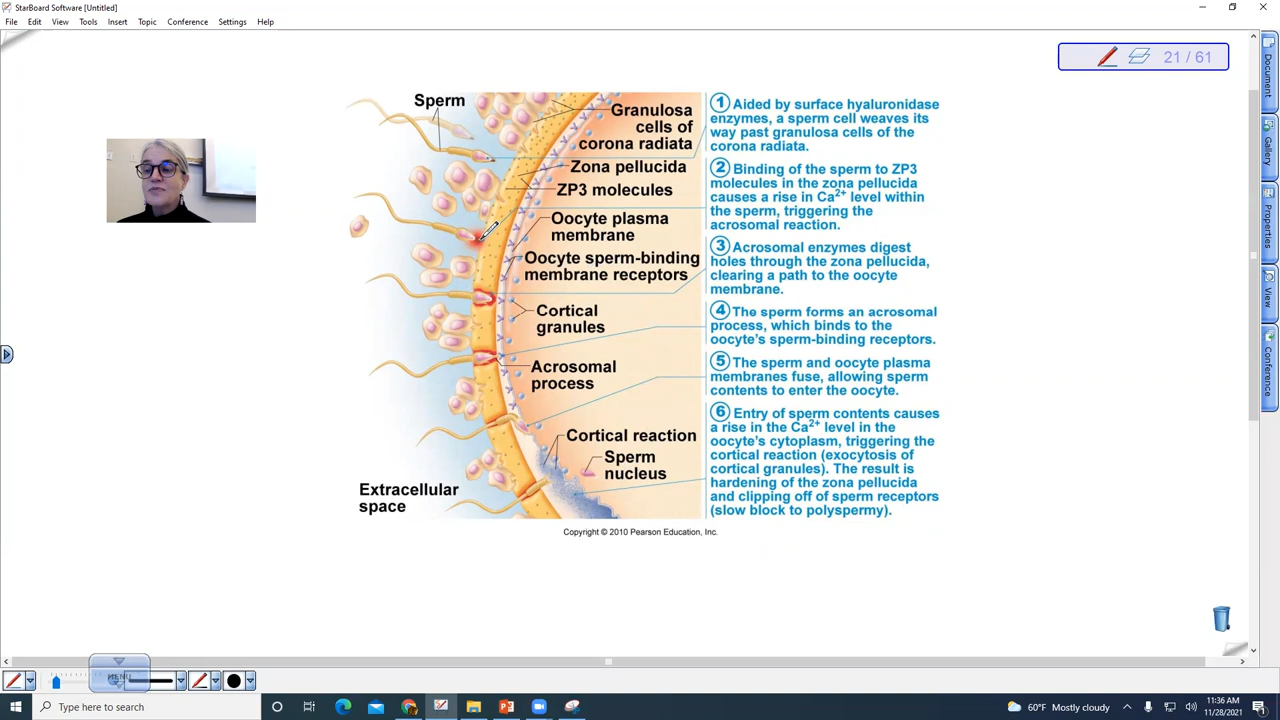 StarBoard Software [Untitled]
File Edit View Tools Insert Topic Conference Settings Help
21 / 61
Sperm
Granulosa
cells of
corona radiata
Zona pellucida
ZP3 molecules
Oocyte plasma
membrane
Oocyte sperm-binding
membrane receptors
Cortical
granules
Acrosomal
process
Cortical reaction
Sperm
nucleus
Extracellular
space
1 Aided by surface hyaluronidase
enzymes, a sperm cell weaves its
way past granulosa cells of the
corona radiata.
2 Binding of the sperm to ZP3
molecules in the zona pellucida
causes a rise in Ca2+ level within
the sperm, triggering the
acrosomal reaction.
3 Acrosomal enzymes digest
holes through the zona pellucida,
clearing a path to the oocyte
membrane.
4 The sperm forms an acrosomal
process, which binds to the
oocyte's sperm-binding receptors.
5 The sperm and oocyte plasma
membranes fuse, allowing sperm
contents to enter the oocyte.
6 Entry of sperm contents causes
a rise in the Ca2+ level in the
oocyte's cytoplasm, triggering the
cortical reaction (exocytosis of
cortical granules). The result is
hardening of the zona pellucida
and clipping off of sperm receptors
(slow block to polyspermy).
Copyright © 2010 Pearson Education, Inc.
Document
Gallery
Properties
View
Conference
MENU
Type here to search
60°F Mostly cloudy
11:36 AM
11/28/2021